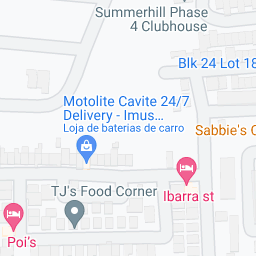 Summerhill Phase
4 Clubhouse
Blk 24 Lot 18
Motolite Cavite 24/7
Delivery - Imus...
Loja de baterias de carro
Sabbie's
Ibarra st
TJ's Food Corner
Poi's